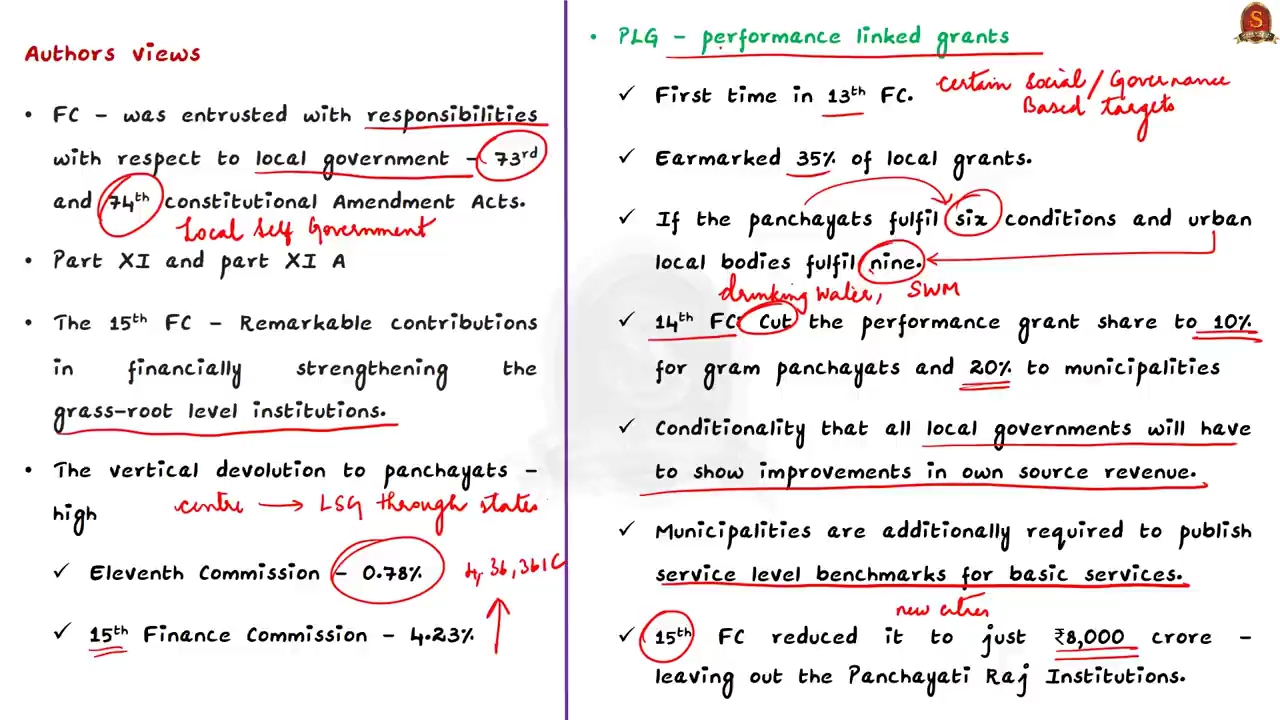 Authors views
• FC – was entrusted with responsibilities
with respect to local government – 73rd
and 74th constitutional Amendment Acts.
Local Self Government
• Part XI and part XI A
• The 15th FC – Remarkable contributions
in financially strengthening the
grass-root level institutions.
• The vertical devolution to panchayats –
high
centre → LSG through states
✓ Eleventh Commission – 0.78%
✓ 15th Finance Commission – 4.23%
• PLG – performance linked grants
✓ First time in 13th FC.
certain social/Governance
Based targets
✓ Earmarked 35% of local grants.
✓ If the panchayats fulfil six conditions and urban
local bodies fulfil nine.
drinking water, SWM
✓ 14th FC Cut the performance grant share to 10%
for gram panchayats and 20% to municipalities
✓ Conditionality that all local governments will have
to show improvements in own source revenue.
✓ Municipalities are additionally required to publish
service level benchmarks for basic services.
new cities
✓ 15th FC reduced it to just ₹8,000 crore –
leaving out the Panchayati Raj Institutions.
S